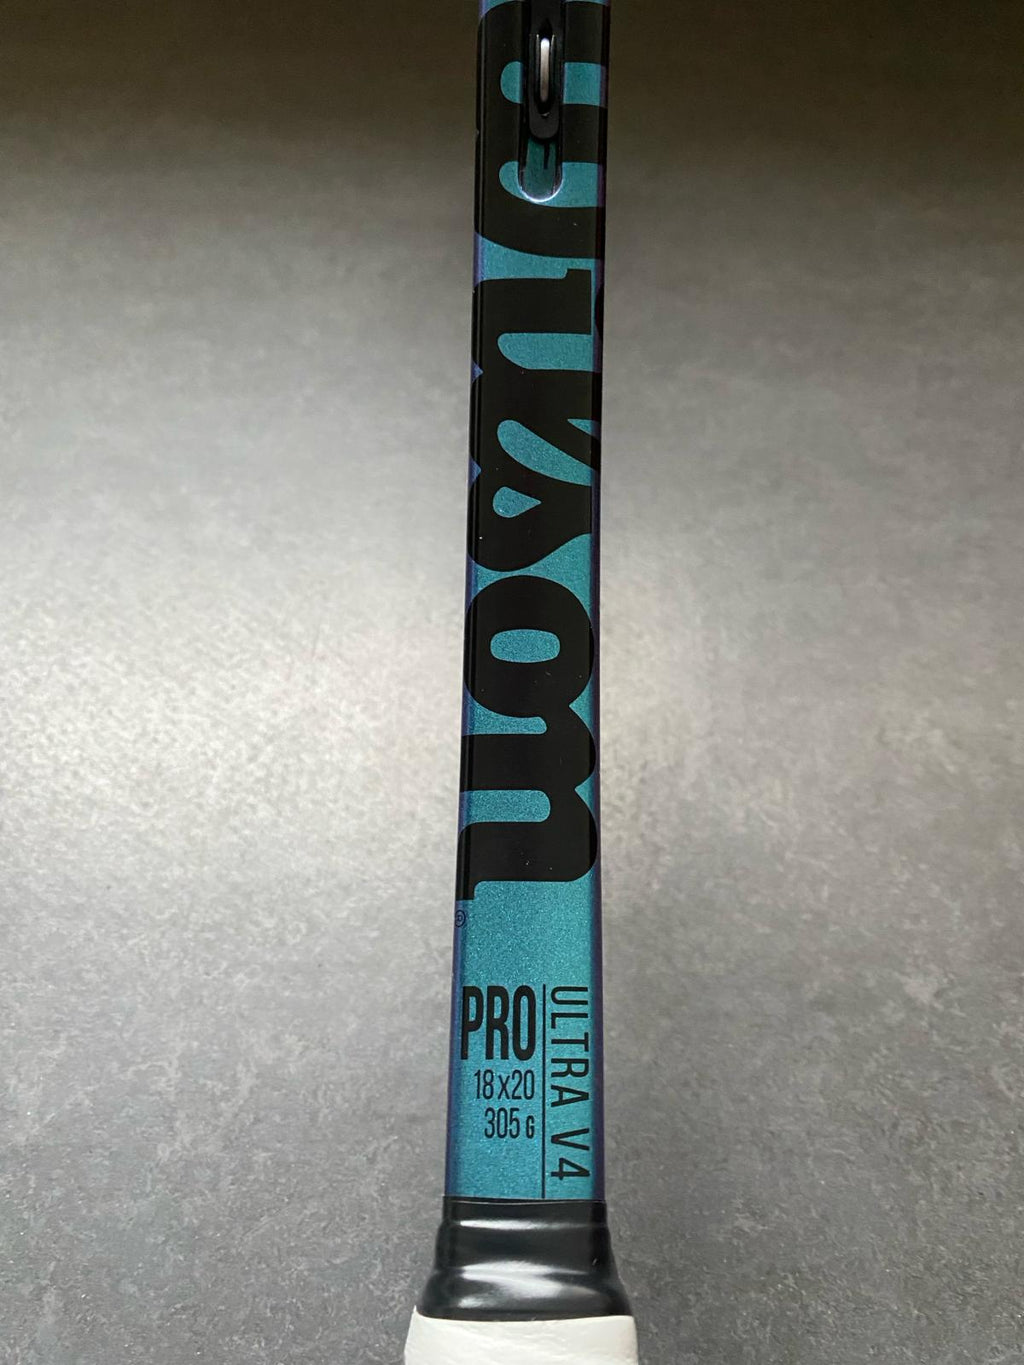 Wilson
®
PRO
18x20
305 G
ULTRA V4